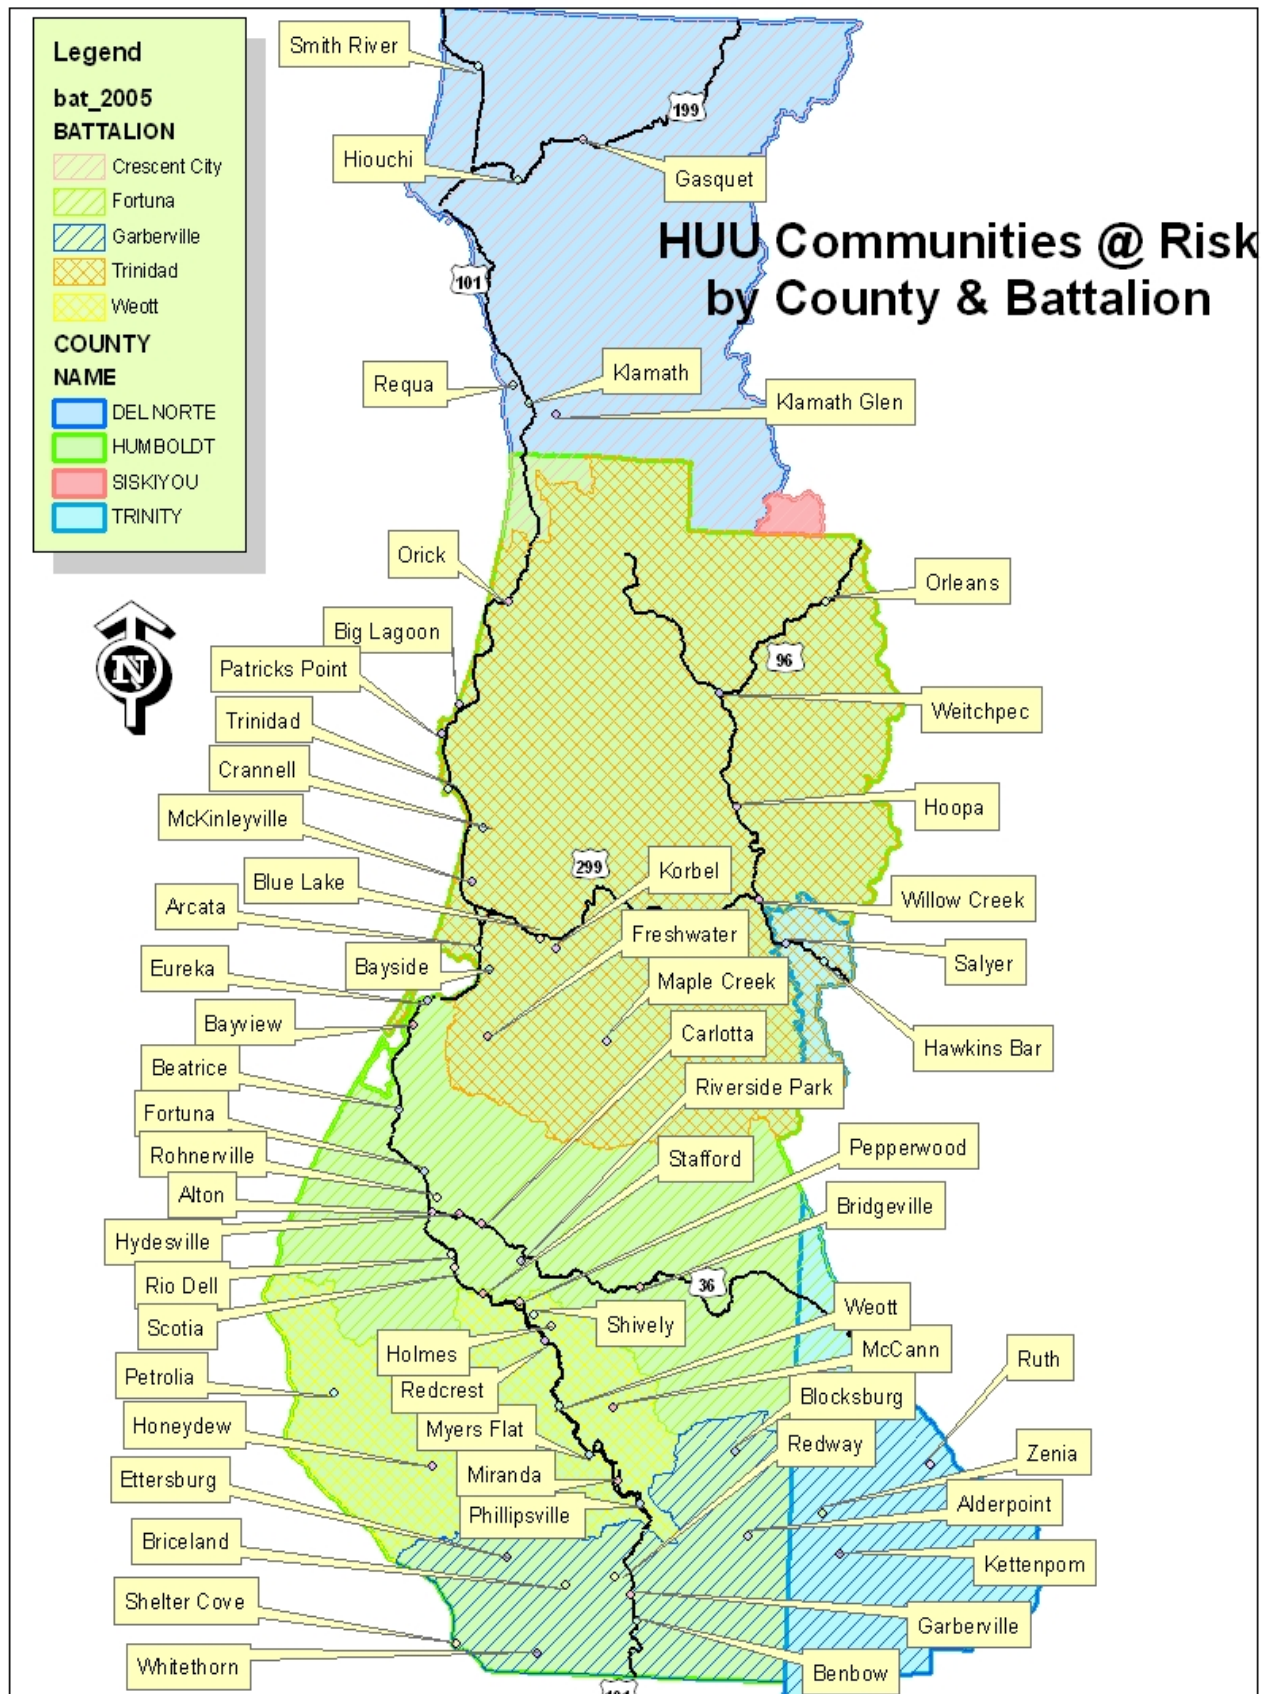 Legend
bat_2005
BATTALION
Crescent City
Fortuna
Garberville
Trinidad
Weott
COUNTY
NAME
DEL NORTE
HUMBOLDT
SISKIYOU
TRINITY
HUU Communities @ Risk
by County & Battalion
N
Smith River
199
Hiouchi
Gasquet
101
Requa
Klamath
Klamath Glen
Orick
Orleans
Big Lagoon
96
Patricks Point
Weitchpec
Trinidad
Crannell
Hoopa
McKinleyville
299
Korbel
Blue Lake
Willow Creek
Arcata
Freshwater
Eureka
Bayside
Salyer
Maple Creek
Bayview
Carlotta
Hawkins Bar
Beatrice
Riverside Park
Fortuna
Pepperwood
Rohnerville
Stafford
Alton
Bridgeville
Hydesville
Rio Dell
36
Weott
Scotia
Shively
Holmes
McCann
Ruth
Petrolia
Redcrest
Blocksburg
Honeydew
Myers Flat
Redway
Zenia
Ettersburg
Miranda
Alderpoint
Phillipsville
Briceland
Kettenpom
Shelter Cove
Garberville
Whitethorn
Benbow
101